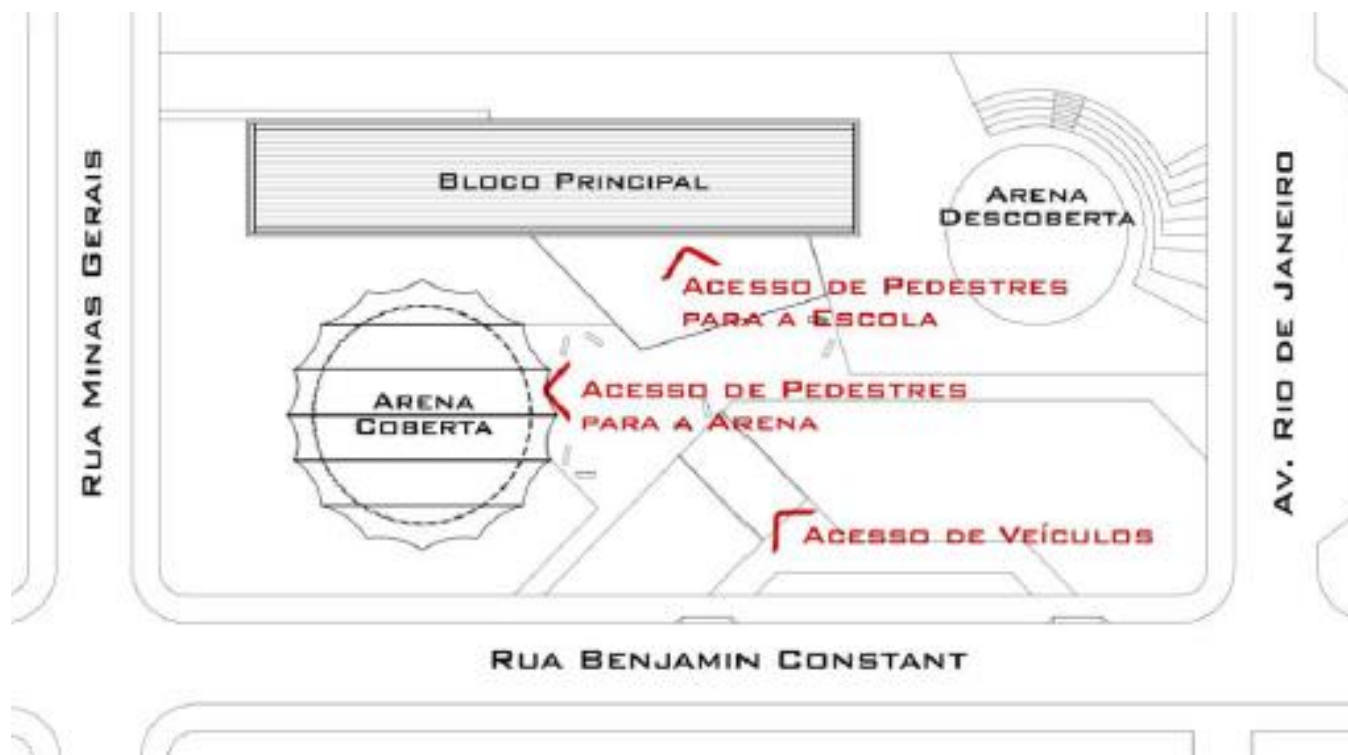 RUA MINAS GERAIS
BLOCO PRINCIPAL
ARENA
DESCOBERTA
AV. RIO DE JANEIRO
ACESSO DE PEDESTRES
PARA A ESCOLA
ARENA
COBERTA
ACESSO DE PEDESTRES
PARA A ARENA
ACESSO DE VEÍCULOS
RUA BENJAMIN CONSTANT